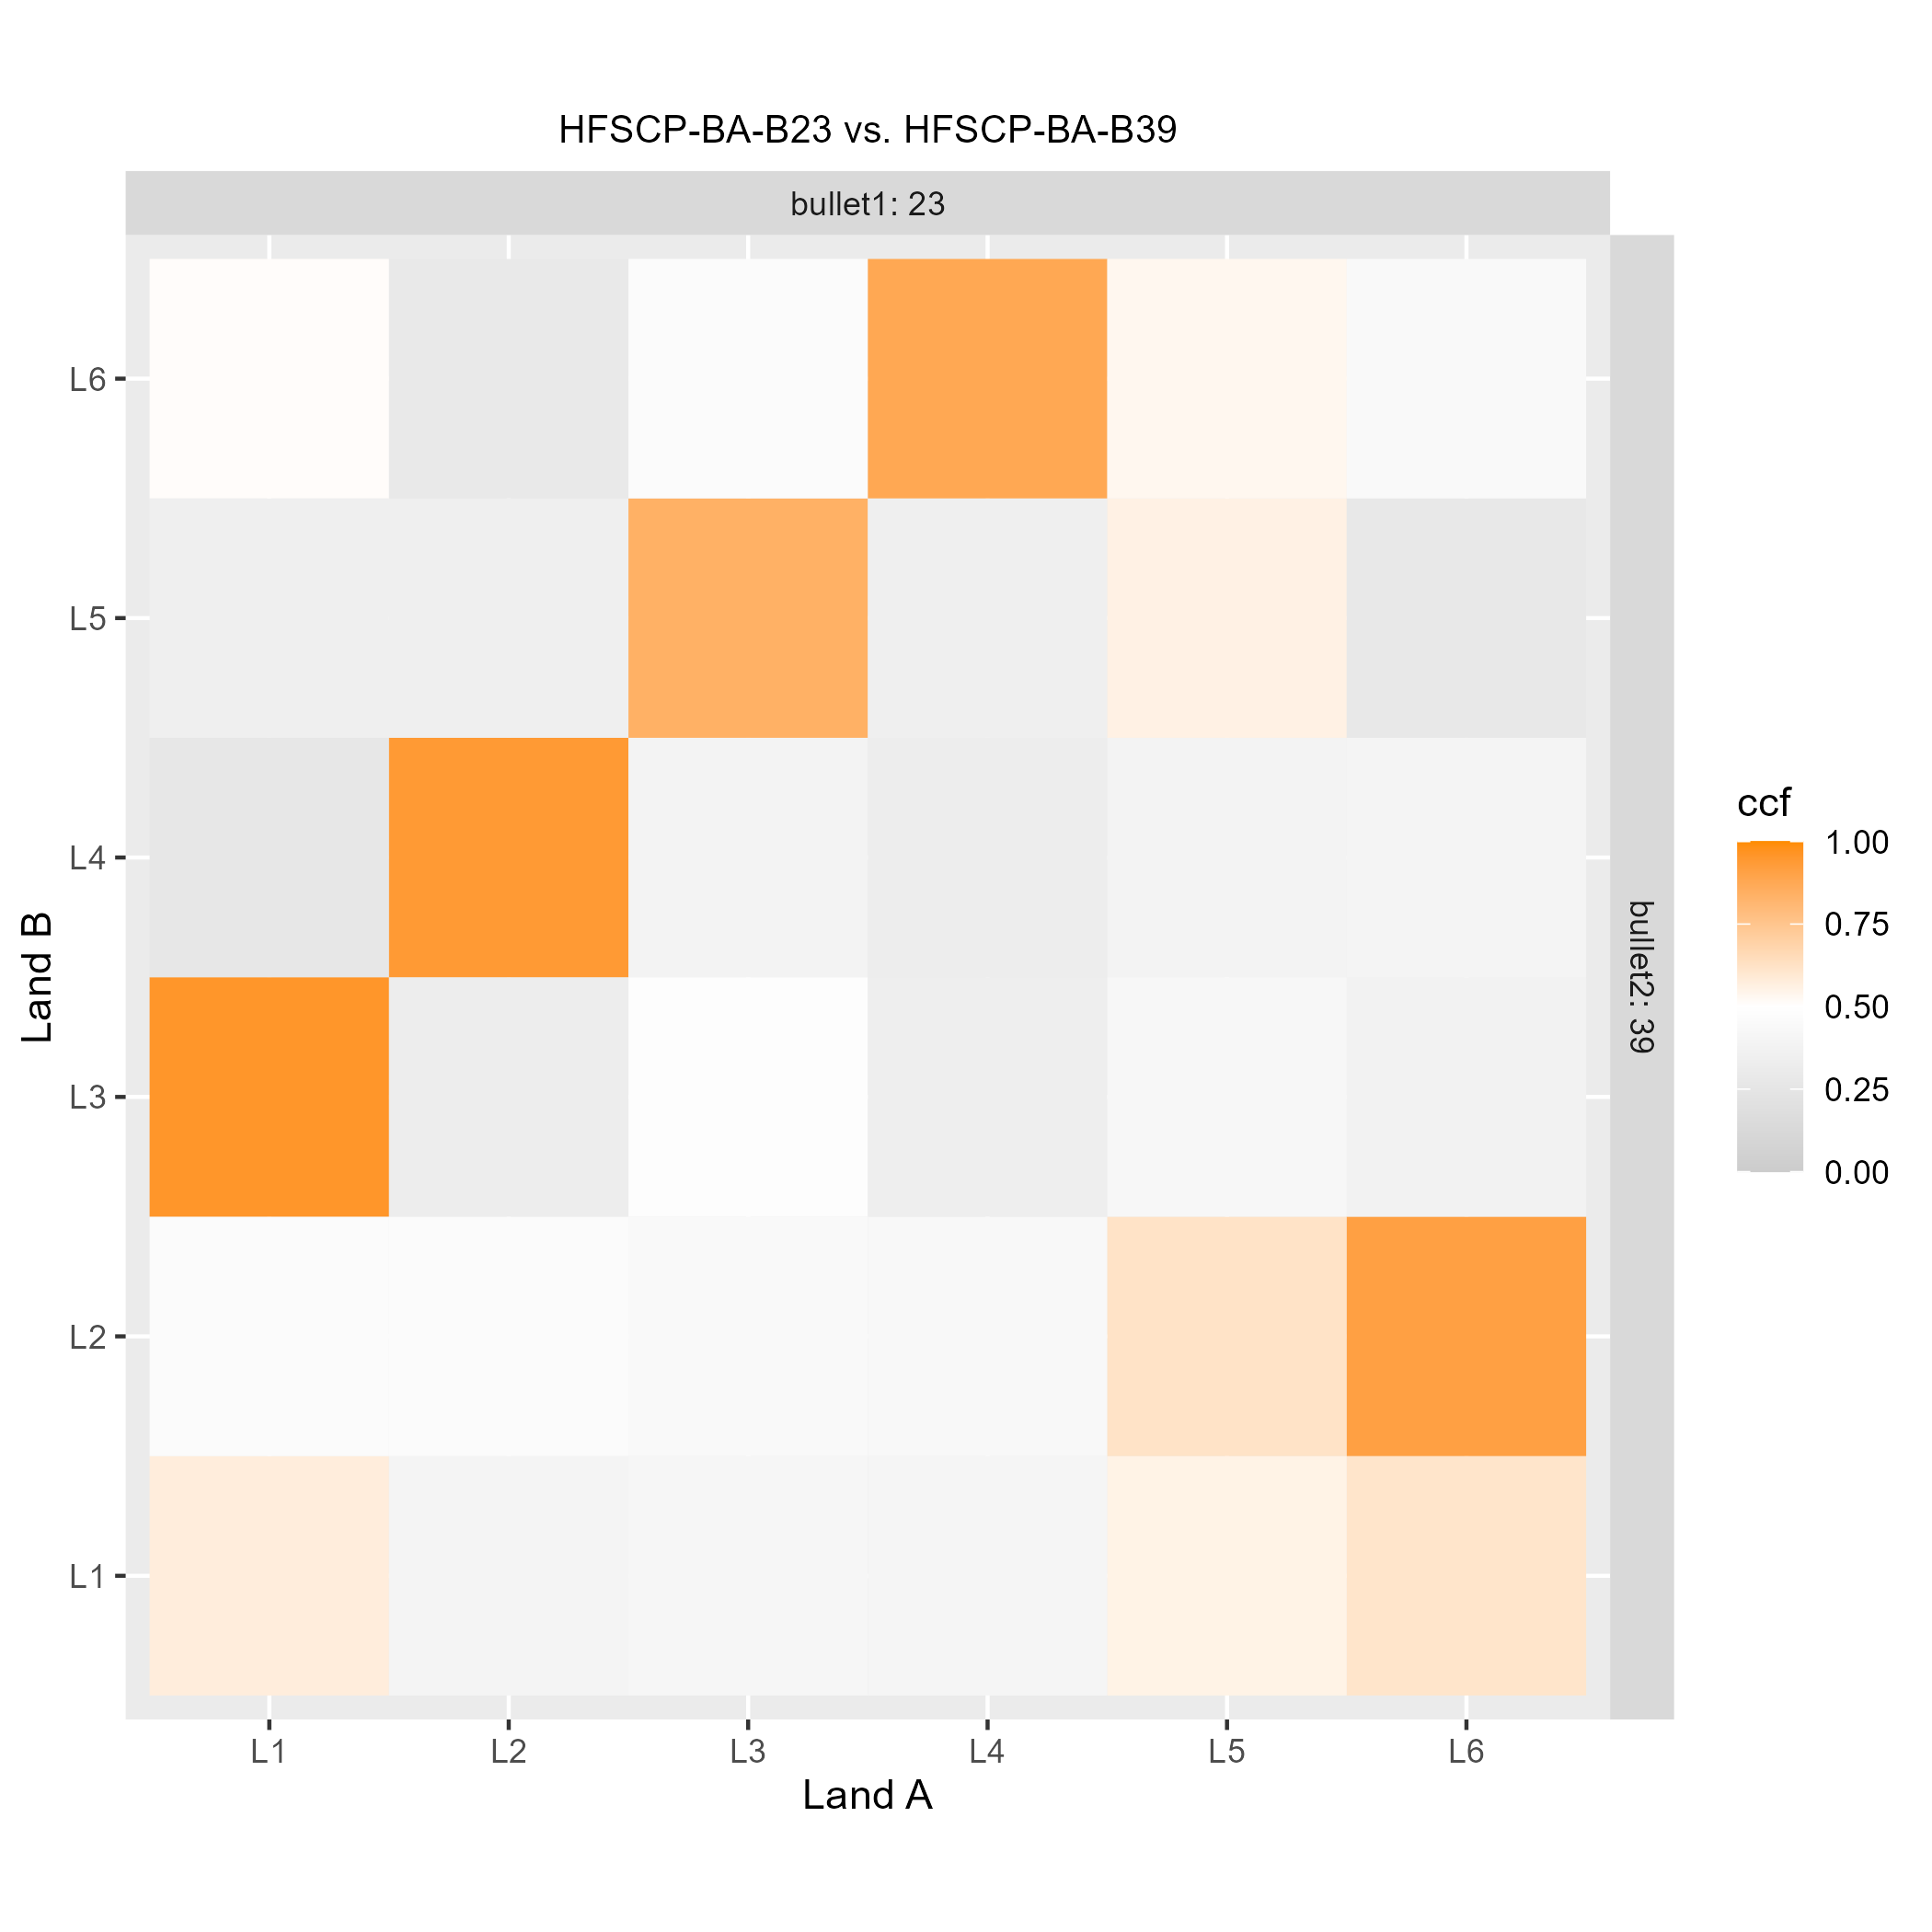 HFSCP-BA-B23 vs. HFSCP-BA-B39
bullet1: 23
L6
L5
L4
L3
L2
L1
Land B
bullet2: 39
ccf
1.00
0.75
0.50
0.25
0.00
L1 L2 L3 L4 L5 L6
Land A